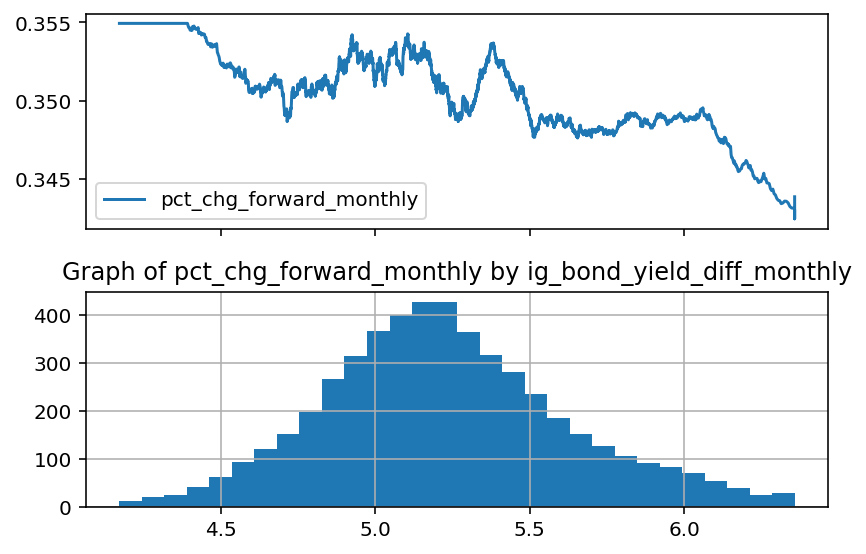 0.355
0.350
0.345
pct_chg_forward_monthly
Graph of pct_chg_forward_monthly by ig_bond_yield_diff_monthly
400
300
200
100
0
4.5 5.0 5.5 6.0